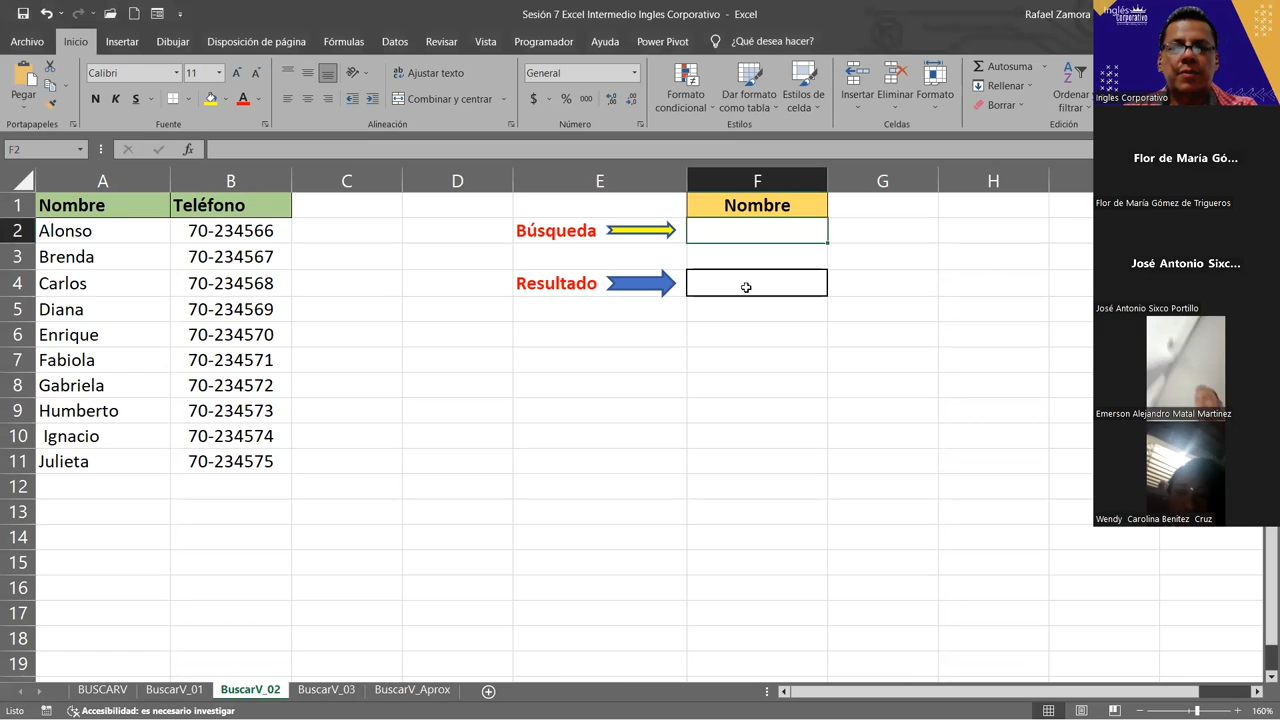 Sesión 7 Excel Intermedio Ingles Corporativo - Excel
Rafael Zamora
Archivo Inicio Insertar Dibujar Disposición de página Fórmulas Datos Revisar Vista Programador Ayuda Power Pivot ¿Qué desea hacer?
Pegar
Calibri 11
N K S
Ajustar texto
Combinar y centrar
General
$ % 000
Formato condicional
Dar formato como tabla
Estilos de celda
Insertar Eliminar Formato
Autosuma
Rellenar
Borrar
Ordenar filtrar
Portapapeles Fuente Alineación Número Estilos Celdas Edición
F2
fx
A B C D E F G H
1 Nombre Teléfono Nombre
2 Alonso 70-234566 Búsqueda
3 Brenda 70-234567
4 Carlos 70-234568 Resultado
5 Diana 70-234569
6 Enrique 70-234570
7 Fabiola 70-234571
8 Gabriela 70-234572
9 Humberto 70-234573
10 Ignacio 70-234574
11 Julieta 70-234575
12
13
14
15
16
17
18
19
BUSCARV BuscarV_01 BuscarV_02 BuscarV_03 BuscarV_Aprox
Listo Accesibilidad: es necesario investigar 160%
Inglés Corporativo
Ingles Corporativo
Flor de María Gó...
Flor de María Gómez de Trigueros
José Antonio Sixc...
José Antonio Sixco Portillo
Emerson Alejandro Matal Martinez
Wendy Carolina Benitez Cruz